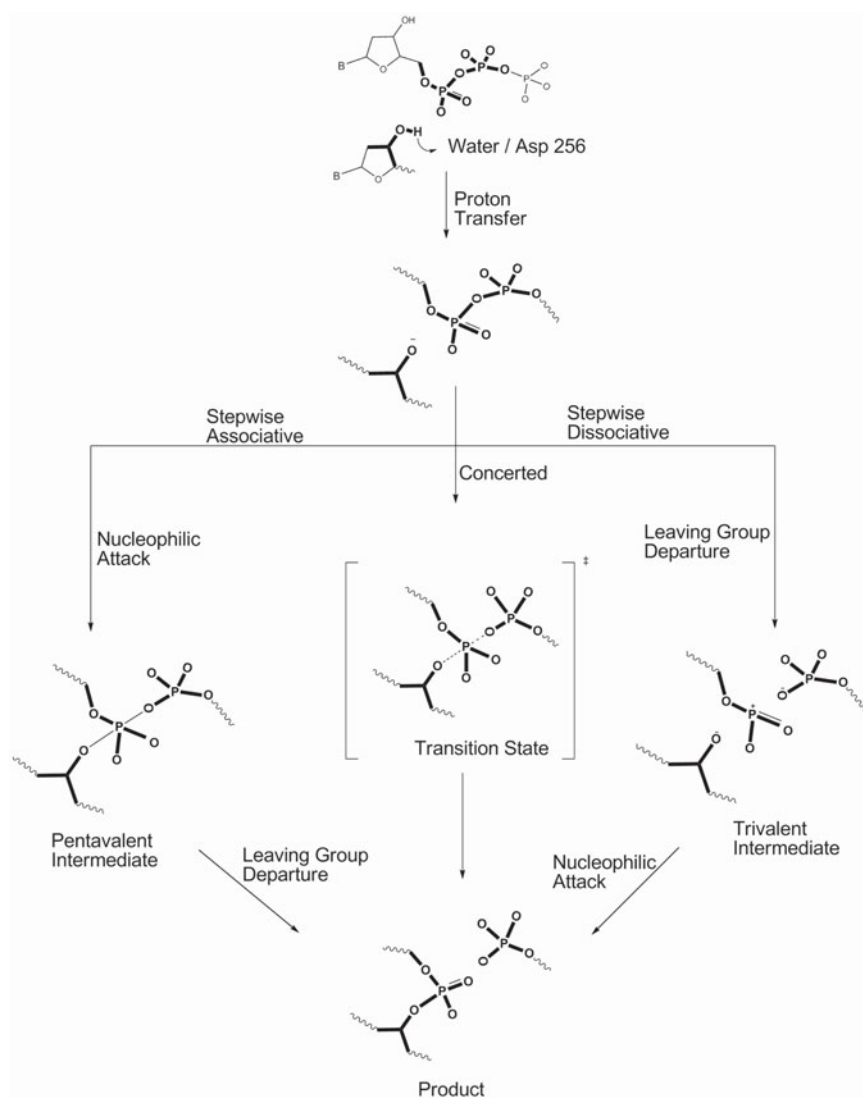 OH
B
O
O
O
P
O
O
O
P
O
O
O
P
O
O
O
O-H
B
O
Water / Asp 256
Proton
Transfer
O
O
P
O
O
O
P
O
O
O
−
Stepwise
Associative
Stepwise
Dissociative
Concerted
Nucleophilic
Attack
Leaving Group
Departure
‡
O
O
P
O
O
O
P
O
O
O
Transition State
O
O
P
O
O
O
P
O
O
O
Pentavalent
Intermediate
O
O
P
O
O
-
O
P
+
O
O
O
-
Trivalent
Intermediate
Leaving Group
Departure
Nucleophilic
Attack
O
O
P
O
O
O
P
O
O
O
Product